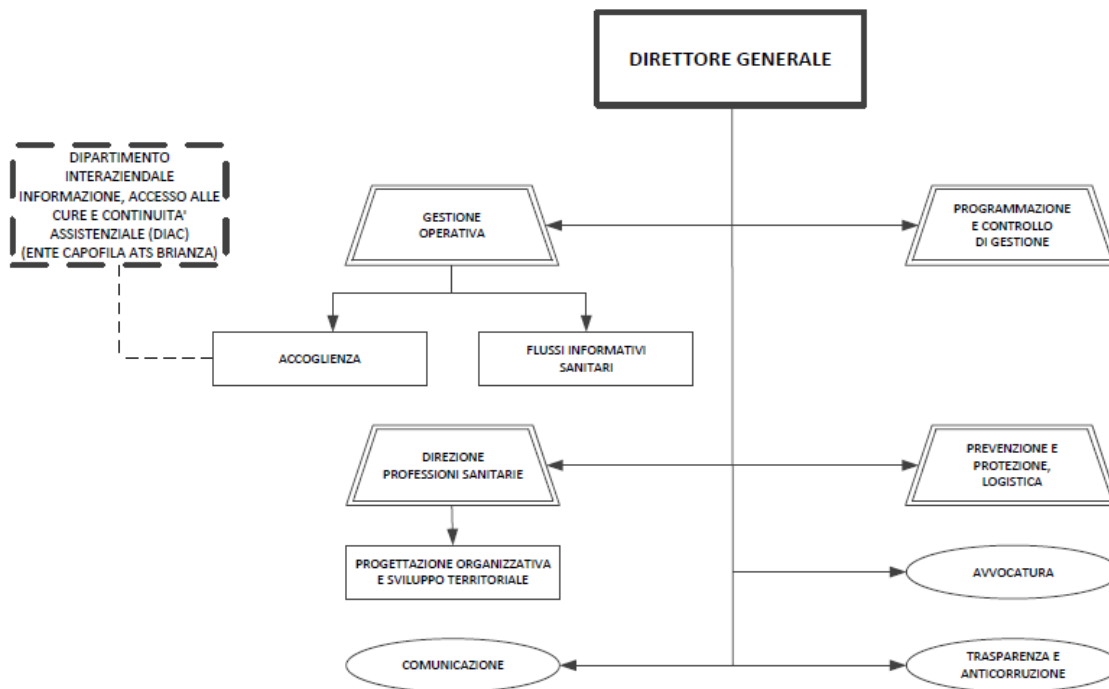 DIRETTORE GENERALE
DIPARTIMENTO
INTERAZIENDALE
INFORMAZIONE, ACCESSO ALLE
CURE E CONTINUITA'
ASSISTENZIALE (DIAC)
(ENTE CAPOFILA ATS BRIANZA)
GESTIONE
OPERATIVA
PROGRAMMAZIONE
E CONTROLLO
DI GESTIONE
ACCOGLIENZA
FLUSSI INFORMATIVI
SANITARI
DIREZIONE
PROFESSIONI SANITARIE
PREVENZIONE E
PROTEZIONE,
LOGISTICA
PROGETTAZIONE ORGANIZZATIVA
E SVILUPPO TERRITORIALE
AVVOCATURA
COMUNICAZIONE
TRASPARENZA E
ANTICORRUZIONE